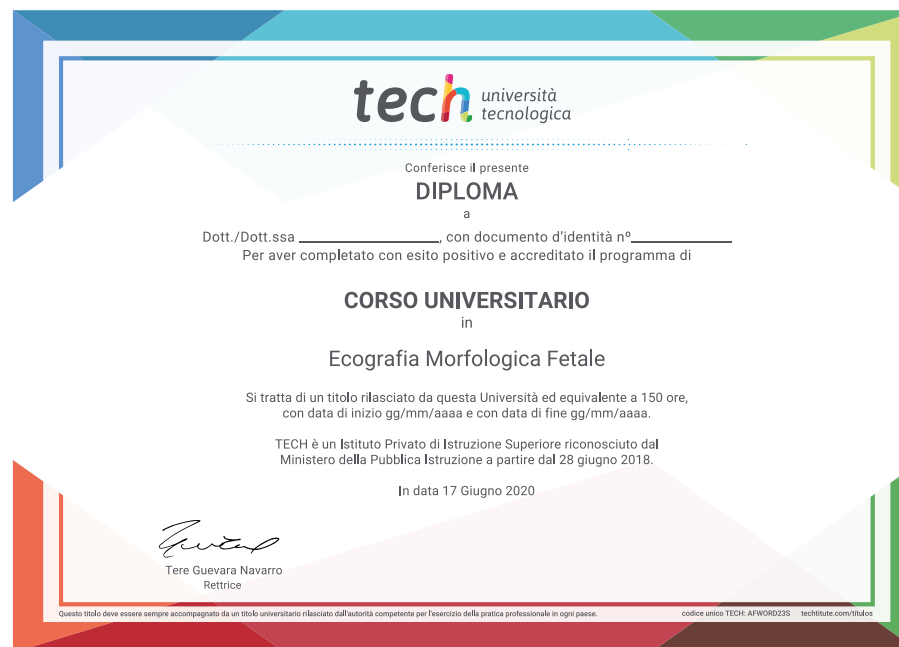 tech università
tecnologica
Conferisce il presente
DIPLOMA
a
Dott./Dott.ssa ________________, con documento d'identità nº____________
Per aver completato con esito positivo e accreditato il programma di
CORSO UNIVERSITARIO
in
Ecografia Morfologica Fetale
Si tratta di un titolo rilasciato da questa Università ed equivalente a 150 ore,
con data di inizio gg/mm/aaaa e con data di fine gg/mm/aaaa.
TECH è un Istituto Privato di Istruzione Superiore riconosciuto dal
Ministero della Pubblica Istruzione a partire dal 28 giugno 2018.
In data 17 Giugno 2020
Tere Guevara Navarro
Rettrice
Questo titolo deve essere sempre accompagnato da un titolo universitario rilasciato dall'autorità competente per l'esercizio della pratica professionale in ogni paese.
codice unico TECH: AFWORD23S techtitute.com/titulos